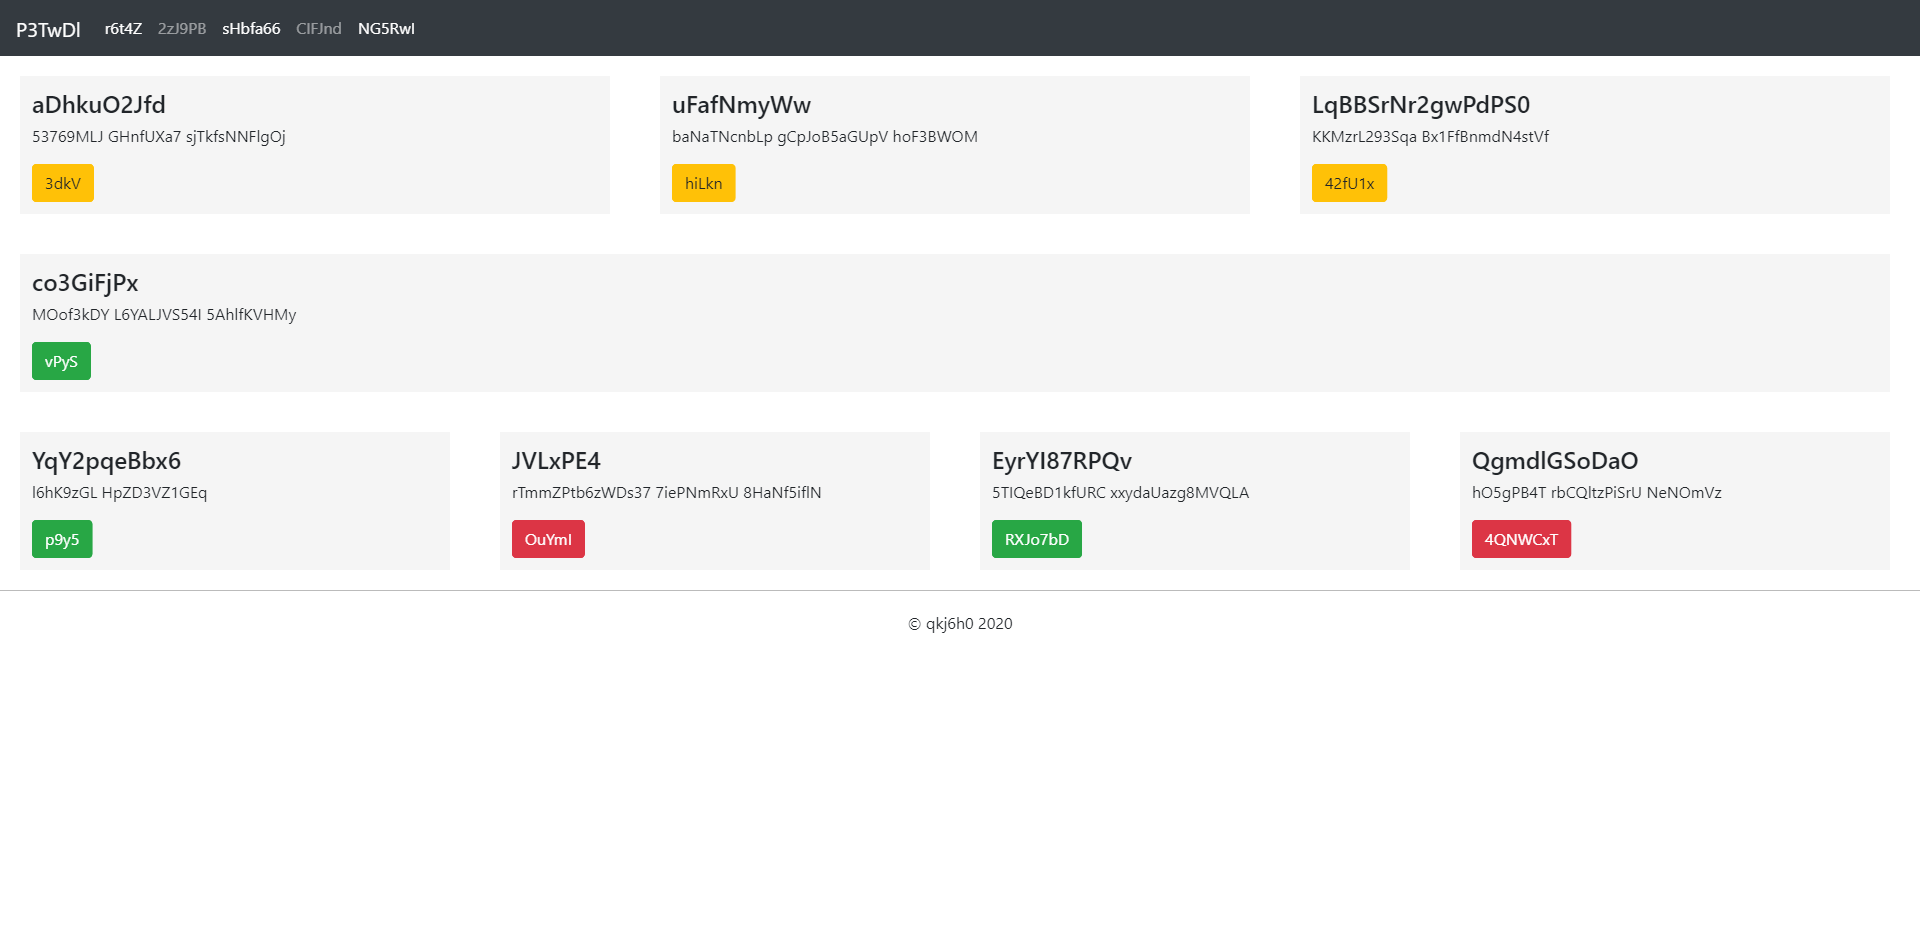 P3TwDl r6t4Z 2zJ9PB sHbfa66 ClFJnd NG5Rwl
aDhkuO2Jfd
53769MLJ GHnfUXa7 sjTkfsNNFlgOj
3dkV
uFafNmyWw
baNaTNcnbLp gCpJoB5aGUpV hoF3BWOM
hiLkn
LqBBSrNr2gwPdPS0
KKMzrL293Sqa Bx1FfBnmdN4stVf
42fU1x
co3GiFjPx
MOof3kDY L6YALJVS54I 5AhlfKVHMy
vPyS
YqY2pqeBbx6
l6hK9zGL HpZD3VZ1GEq
p9y5
JVLxPE4
rTmmZPtb6zWDs37 7iePNmRxU 8HaNf5iflN
OuYmI
EyrYI87RPQv
5TIQeBD1kfURC xxydaUazg8MVQLA
RXJo7bD
QgmdlGSoDaO
hO5gPB4T rbCQltzPiSrU NeNOmVz
4QNWCxT
© qkj6h0 2020